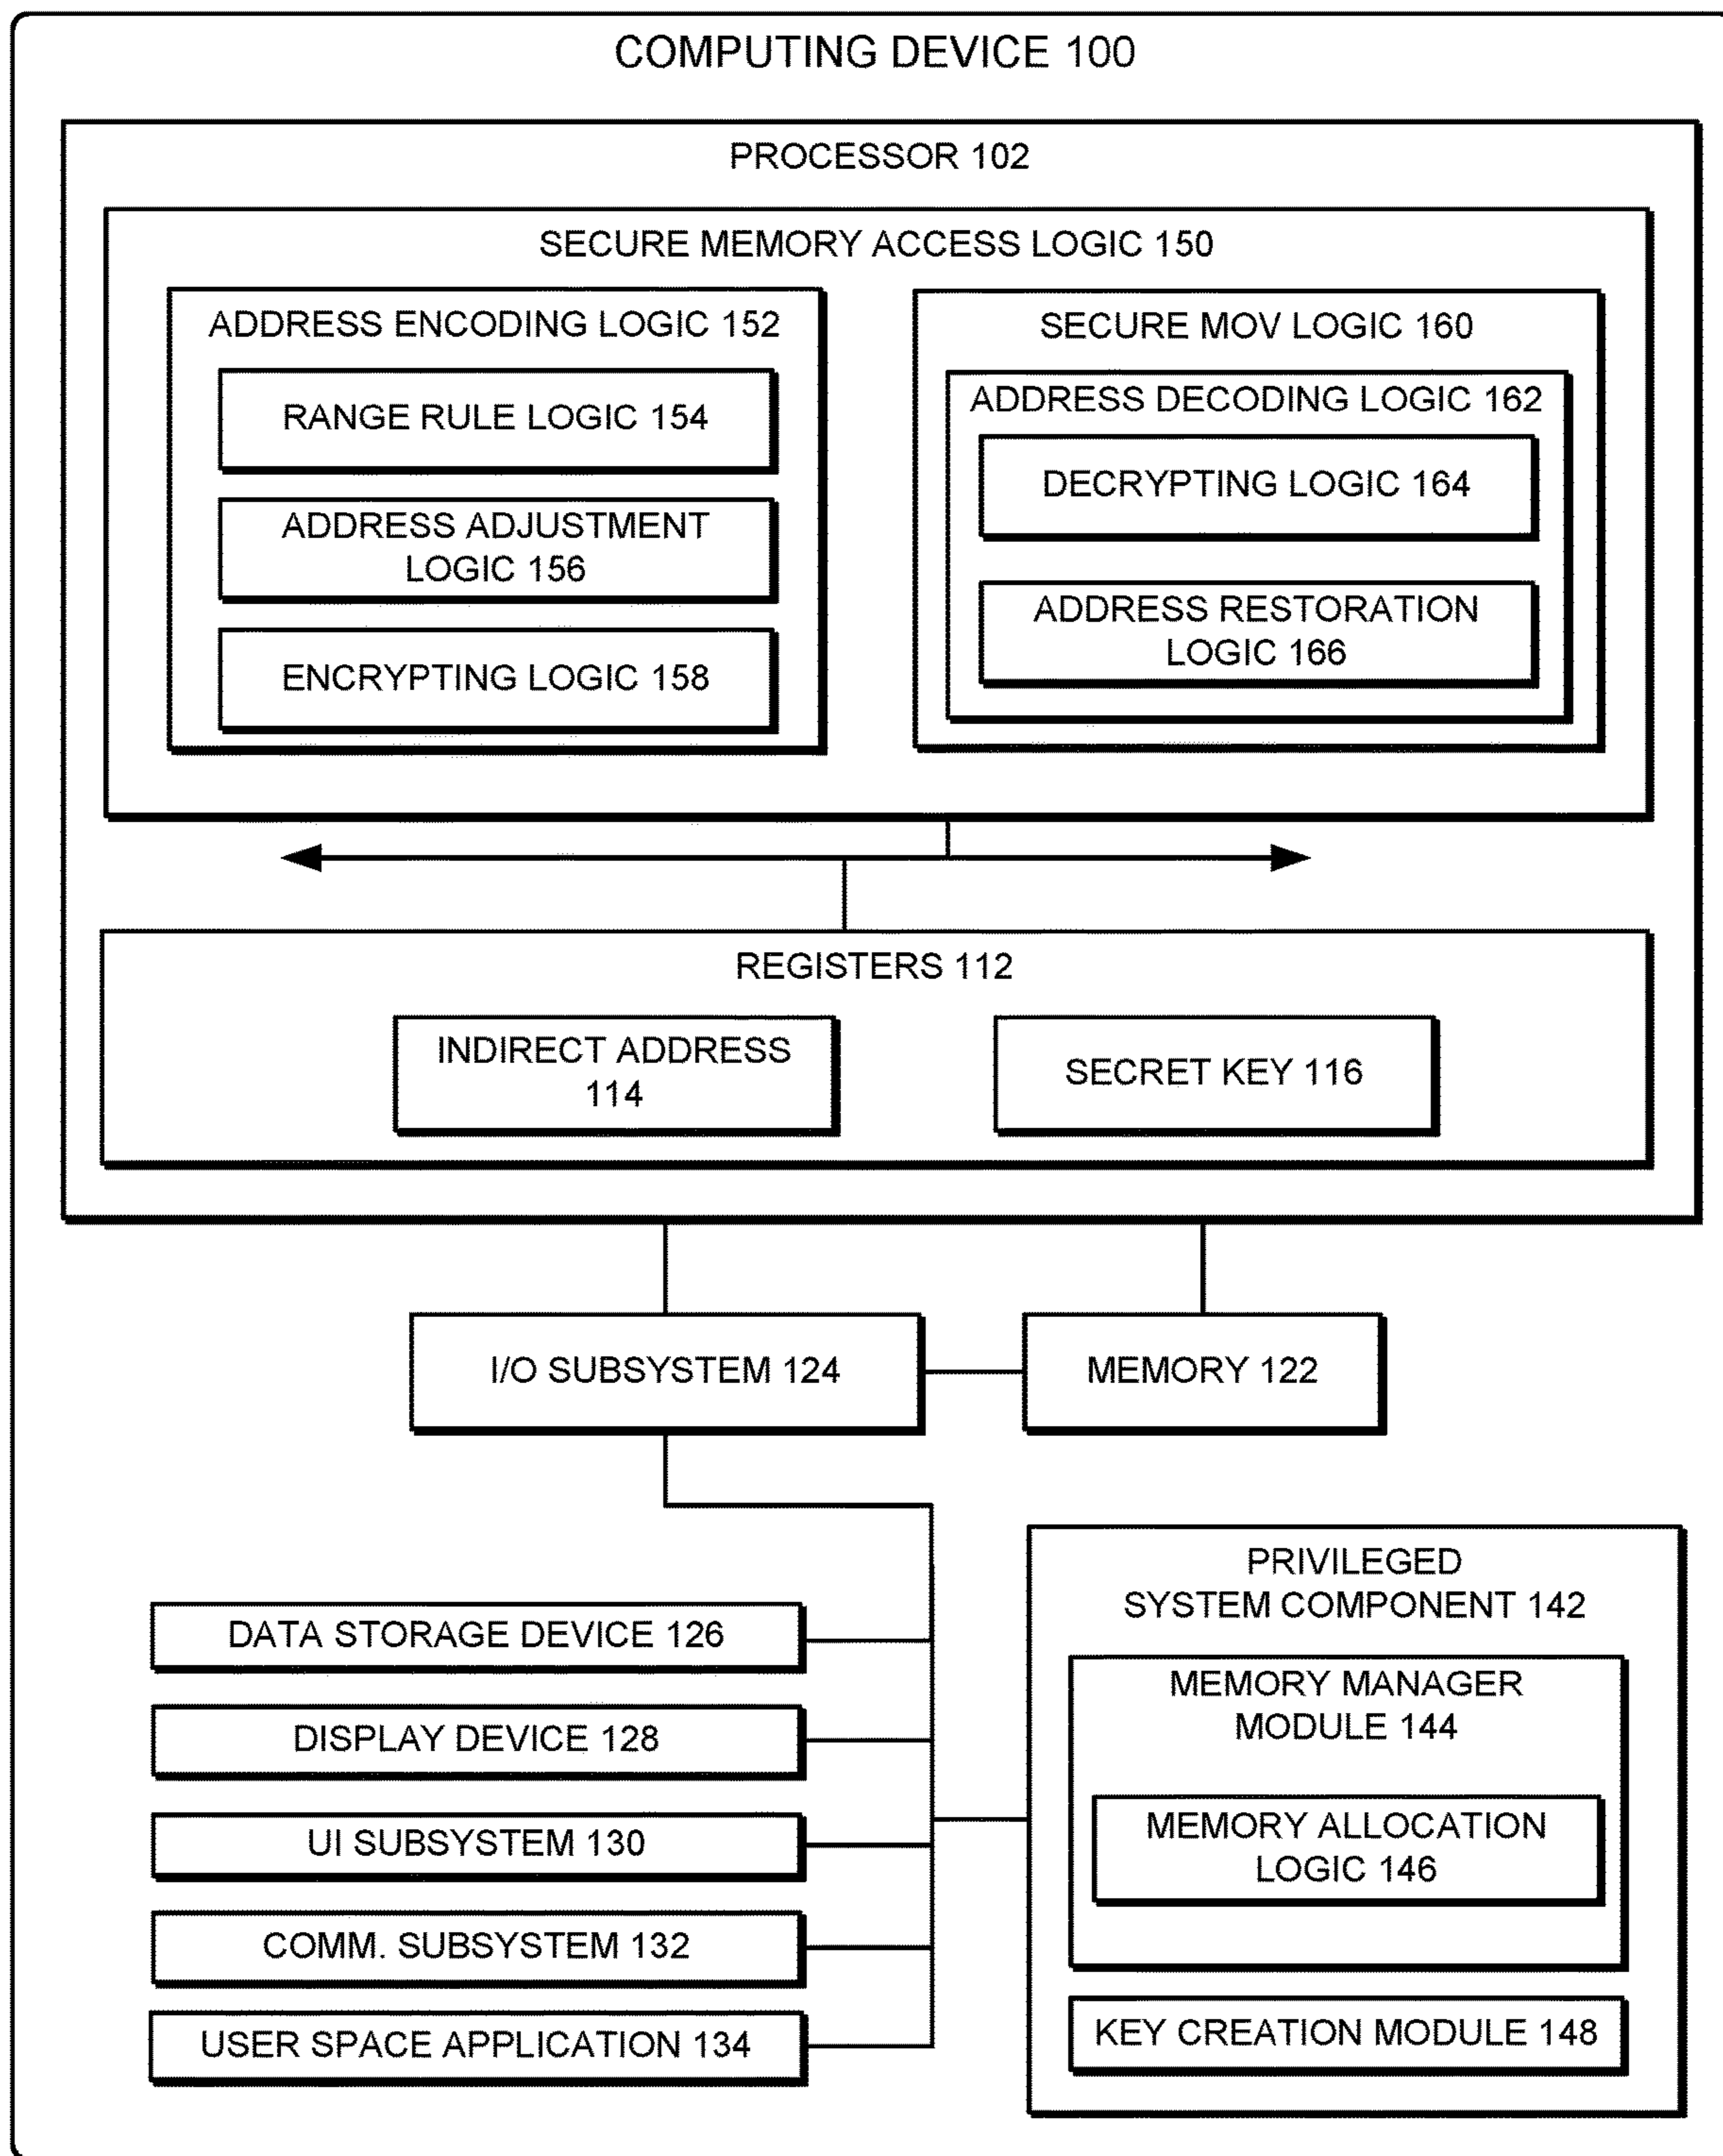 COMPUTING DEVICE 100
PROCESSOR 102
SECURE MEMORY ACCESS LOGIC 150
ADDRESS ENCODING LOGIC 152
RANGE RULE LOGIC 154
ADDRESS ADJUSTMENT
LOGIC 156
ENCRYPTING LOGIC 158
SECURE MOV LOGIC 160
ADDRESS DECODING LOGIC 162
DECRYPTING LOGIC 164
ADDRESS RESTORATION
LOGIC 166
REGISTERS 112
INDIRECT ADDRESS
114
SECRET KEY 116
I/O SUBSYSTEM 124
MEMORY 122
DATA STORAGE DEVICE 126
DISPLAY DEVICE 128
UI SUBSYSTEM 130
COMM. SUBSYSTEM 132
USER SPACE APPLICATION 134
PRIVILEGED
SYSTEM COMPONENT 142
MEMORY MANAGER
MODULE 144
MEMORY ALLOCATION
LOGIC 146
KEY CREATION MODULE 148